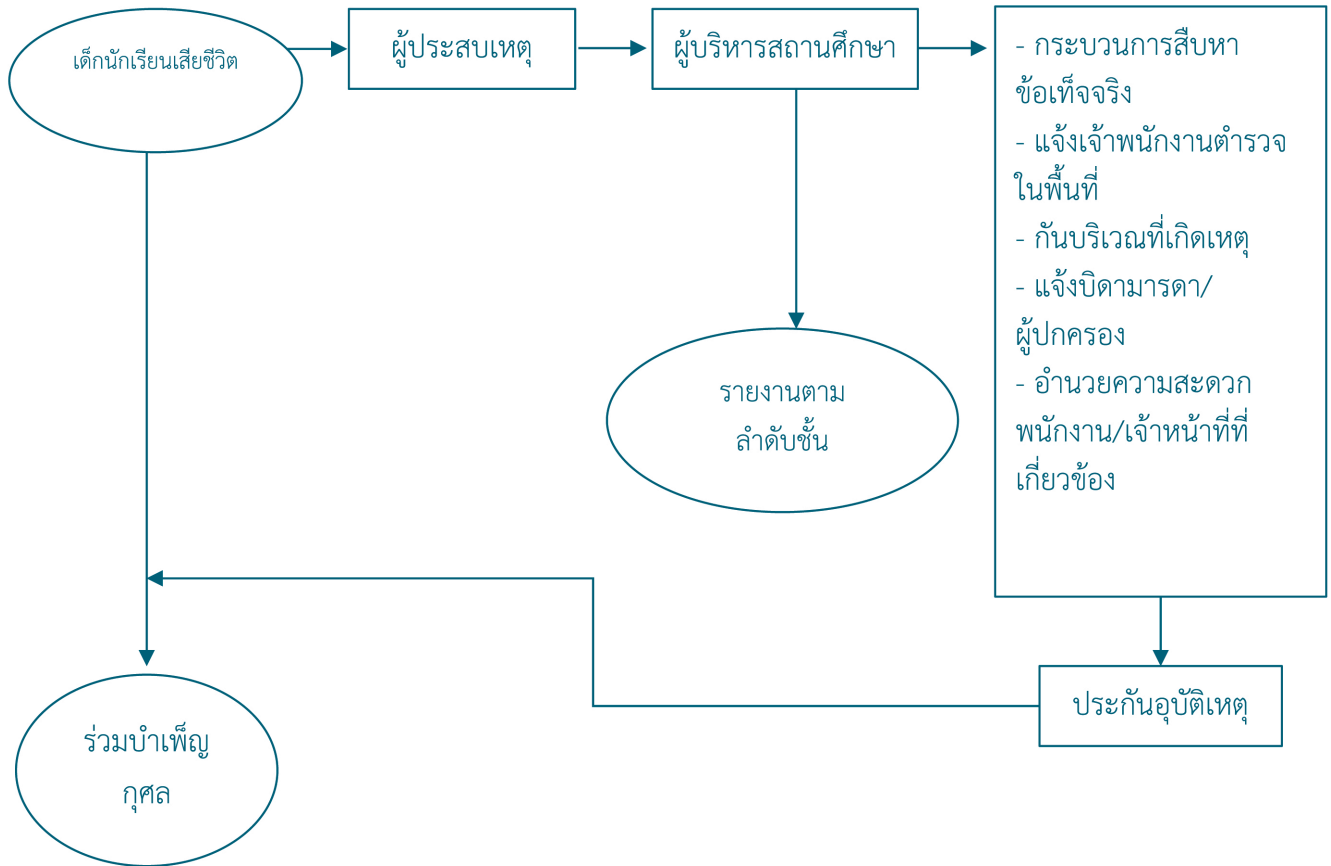 เด็กนักเรียนเสียชีวิต
ผู้ประสบเหตุ
ผู้บริหารสถานศึกษา
- กระบวนการสืบหา
ข้อเท็จจริง
- แจ้งเจ้าพนักงานตำรวจ
ในพื้นที่
- กันบริเวณที่เกิดเหตุ
- แจ้งบิดามารดา/
ผู้ปกครอง
- อำนวยความสะดวก
พนักงาน/เจ้าหน้าที่ที่
เกี่ยวข้อง
รายงานตาม
ลำดับชั้น
ประกันอุบัติเหตุ
ร่วมบำเพ็ญ
กุศล